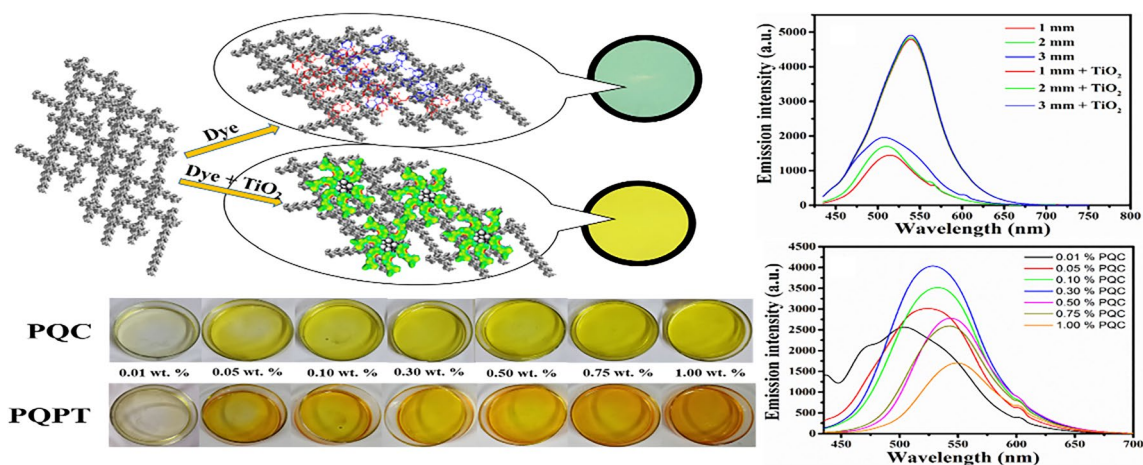 Dye
Dye + TiO₂
PQC
0.01 wt. %
0.05 wt. %
0.10 wt. %
0.30 wt. %
0.50 wt. %
0.75 wt. %
1.00 wt. %
PQPT
Emission intensity (a.u.)
5000
4000
3000
2000
1000
0
1 mm
2 mm
3 mm
1 mm + TiO₂
2 mm + TiO₂
3 mm + TiO₂
450 500 550 600 650 700 750 800
Wavelength (nm)
Emission intensity (a.u.)
4500
4000
3500
3000
2500
2000
1500
1000
500
0
0.01 % PQC
0.05 % PQC
0.10 % PQC
0.30 % PQC
0.50 % PQC
0.75 % PQC
1.00 % PQC
450 500 550 600 650 700
Wavelength (nm)